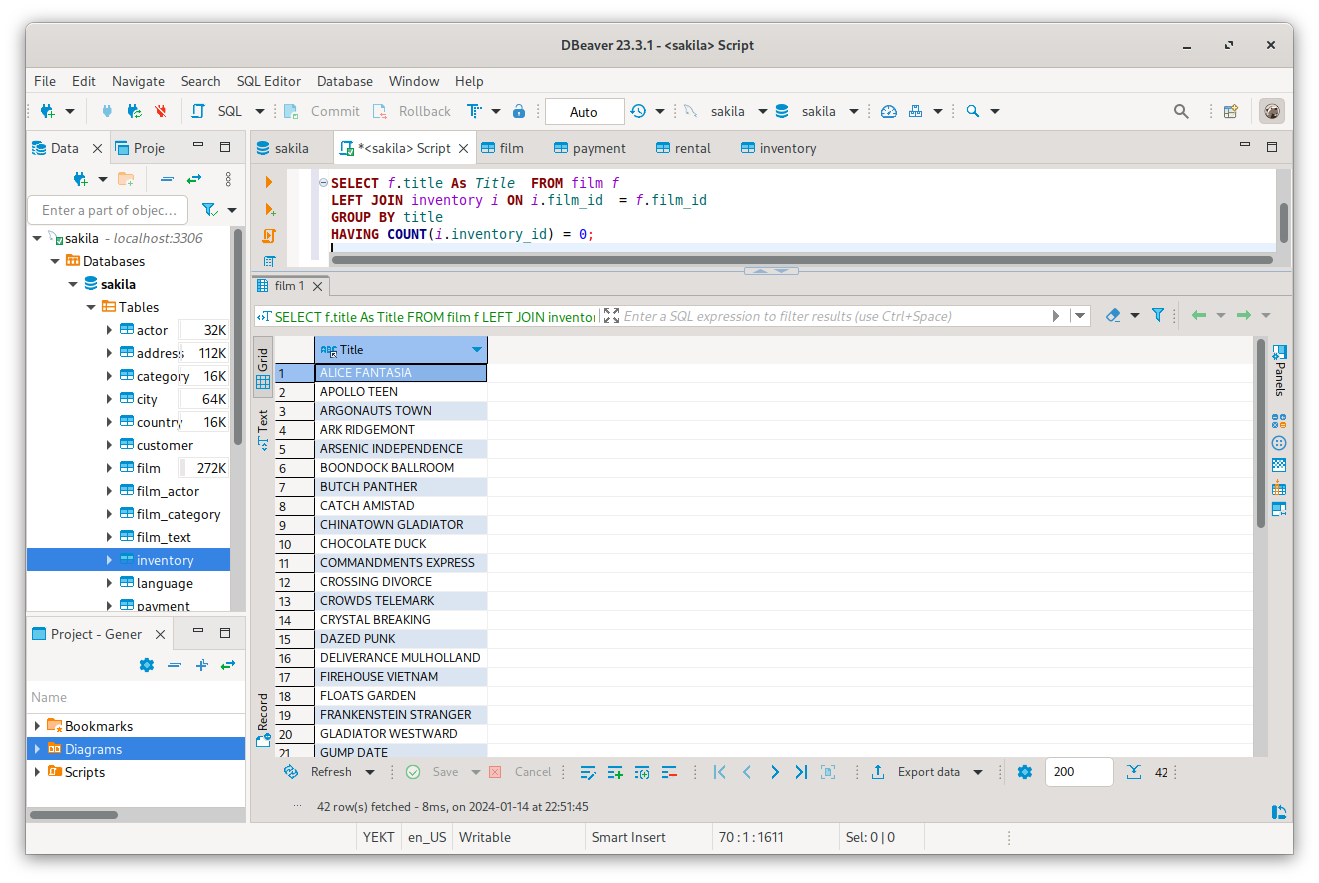 DBeaver 23.3.1 - <sakila> Script
File Edit Navigate Search SQL Editor Database Window Help
SQL Commit Rollback T Auto sakila sakila
Data Proje
Enter a part of objec...
sakila - localhost:3306
Databases
sakila
Tables
actor 32K
address 112K
category 16K
city 64K
country 16K
customer
film 272K
film_actor
film_category
film_text
inventory
language
payment
Project - Gener
Name
Bookmarks
Diagrams
Scripts
sakila *<sakila> Script film payment rental inventory
SELECT f.title As Title  FROM film f
LEFT JOIN inventory i ON i.film_id  = f.film_id
GROUP BY title
HAVING COUNT(i.inventory_id) = 0;
film 1
SELECT f.title As Title FROM film f LEFT JOIN inventor Enter a SQL expression to filter results (use Ctrl+Space)
Grid
Text
Record
ABC Title
1 ALICE FANTASIA
2 APOLLO TEEN
3 ARGONAUTS TOWN
4 ARK RIDGEMONT
5 ARSENIC INDEPENDENCE
6 BOONDOCK BALLROOM
7 BUTCH PANTHER
8 CATCH AMISTAD
9 CHINATOWN GLADIATOR
10 CHOCOLATE DUCK
11 COMMANDMENTS EXPRESS
12 CROSSING DIVORCE
13 CROWDS TELEMARK
14 CRYSTAL BREAKING
15 DAZED PUNK
16 DELIVERANCE MULHOLLAND
17 FIREHOUSE VIETNAM
18 FLOATS GARDEN
19 FRANKENSTEIN STRANGER
20 GLADIATOR WESTWARD
21 GUMP DATE
Panels
Refresh Save Cancel Export data 200 42
... 42 row(s) fetched - 8ms, on 2024-01-14 at 22:51:45
YEKT en_US Writable Smart Insert 70 : 1 : 1611 Sel: 0 | 0